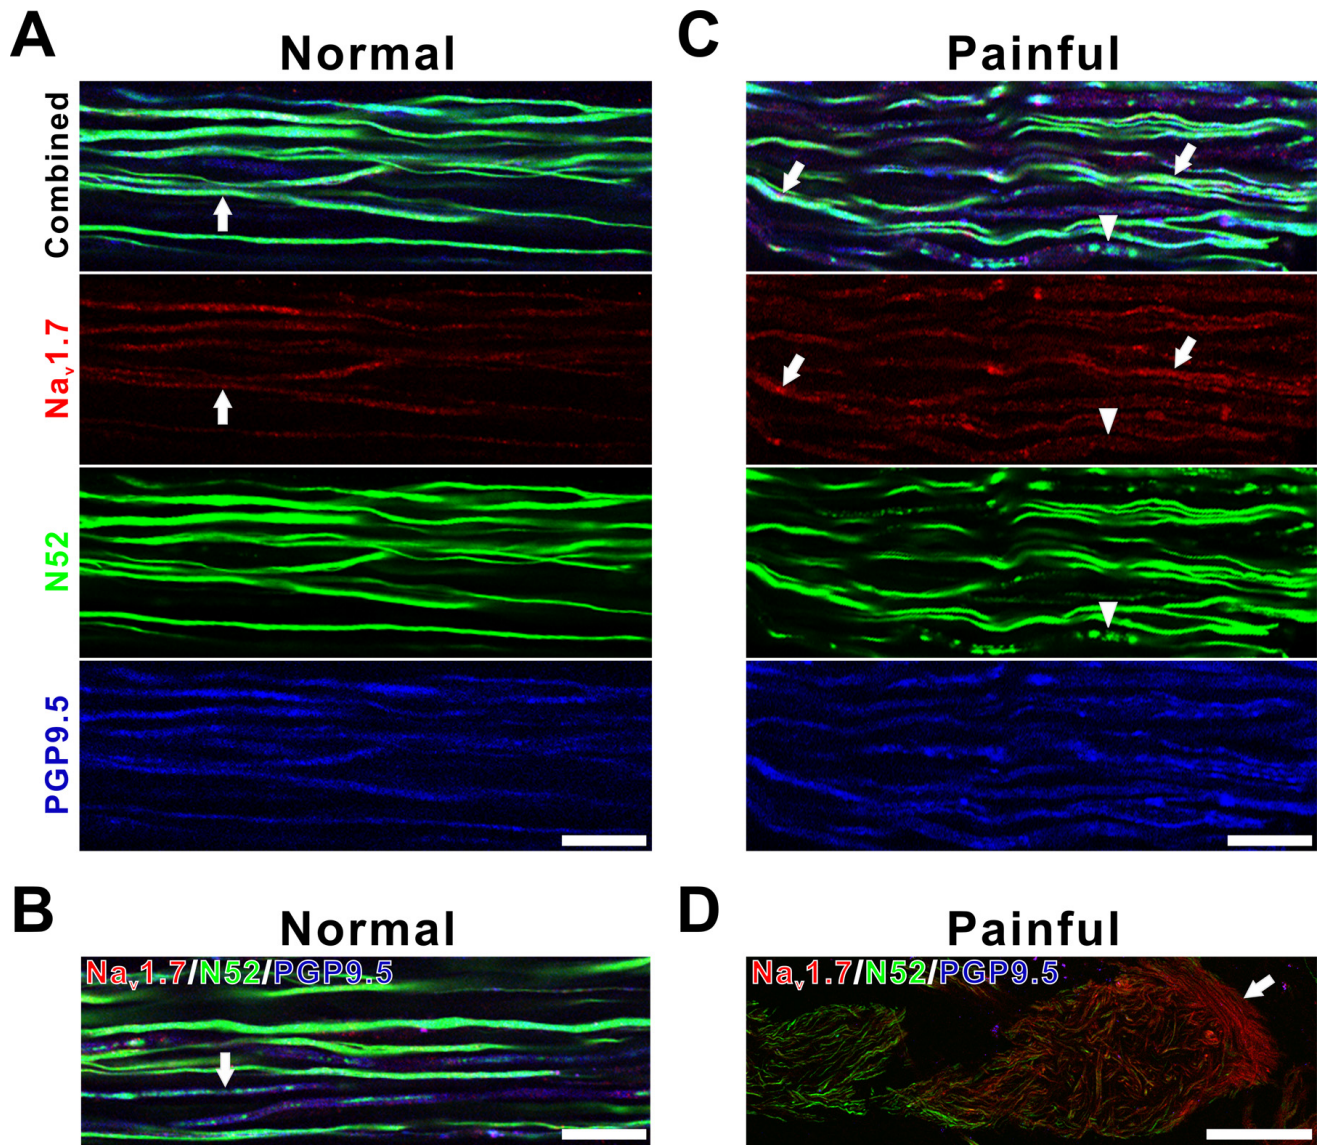 A
Normal
Combined
Nav1.7
N52
PGP9.5
B
Normal
Nav1.7/N52/PGP9.5
C
Painful
D
Painful
Nav1.7/N52/PGP9.5